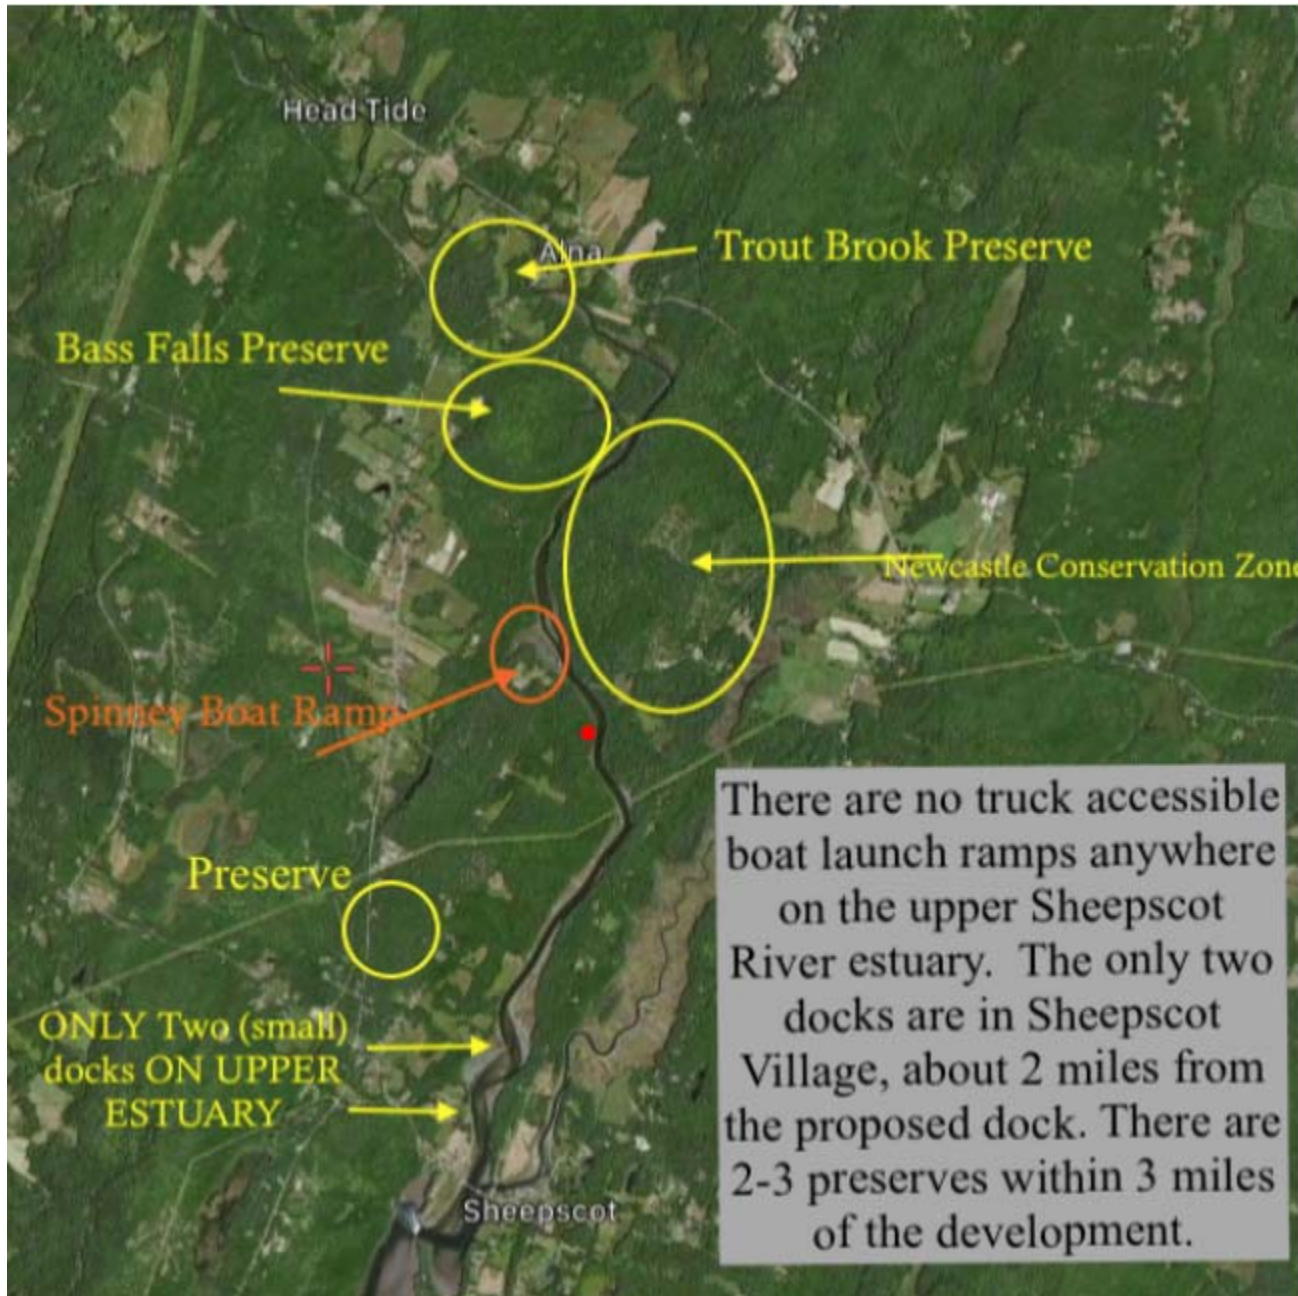 Head Tide
Alna
Trout Brook Preserve
Bass Falls Preserve
Newcastle Conservation Zone
Spinney Boat Ramp
Preserve
ONLY Two (small)
docks ON UPPER
ESTUARY
Sheepscot
There are no truck accessible
boat launch ramps anywhere
on the upper Sheepscot
River estuary. The only two
docks are in Sheepscot
Village, about 2 miles from
the proposed dock. There are
2-3 preserves within 3 miles
of the development.